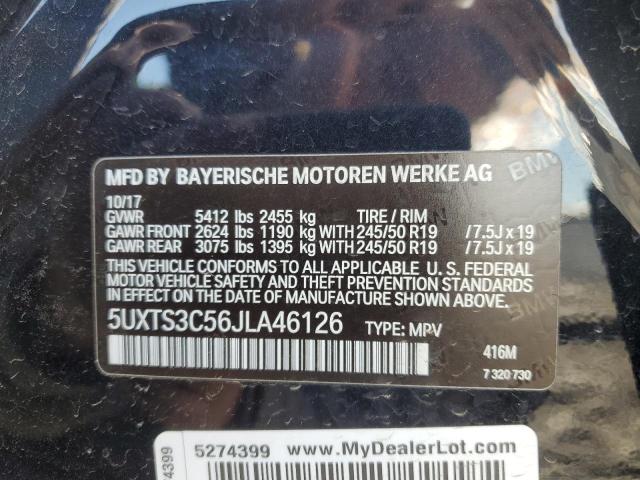 MFD BY BAYERISCHE MOTOREN WERKE AG
10/17
GVWR 5412 lbs 2455 kg TIRE / RIM
GAWR FRONT 2624 lbs 1190 kg WITH 245/50 R19 / 7.5J x 19
GAWR REAR 3075 lbs 1395 kg WITH 245/50 R19 / 7.5J x 19
THIS VEHICLE CONFORMS TO ALL APPLICABLE U. S. FEDERAL
MOTOR VEHICLE SAFETY AND THEFT PREVENTION STANDARDS
IN EFFECT ON THE DATE OF MANUFACTURE SHOWN ABOVE.
5UXTS3C56JLA46126 TYPE: MPV
416M
7 320 730
BMW
BMW
5274399 www.MyDealerLot.com
74399